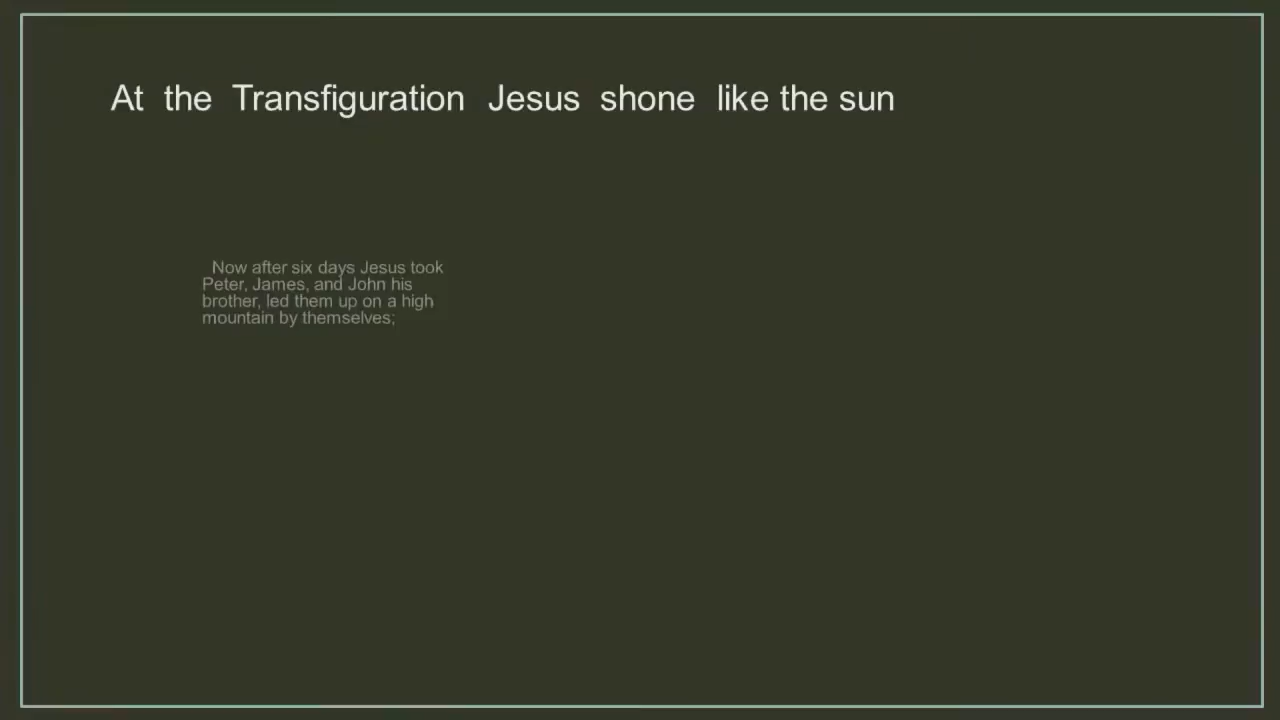 At the Transfiguration Jesus shone like the sun
Now after six days Jesus took
Peter, James, and John his
brother, led them up on a high
mountain by themselves;